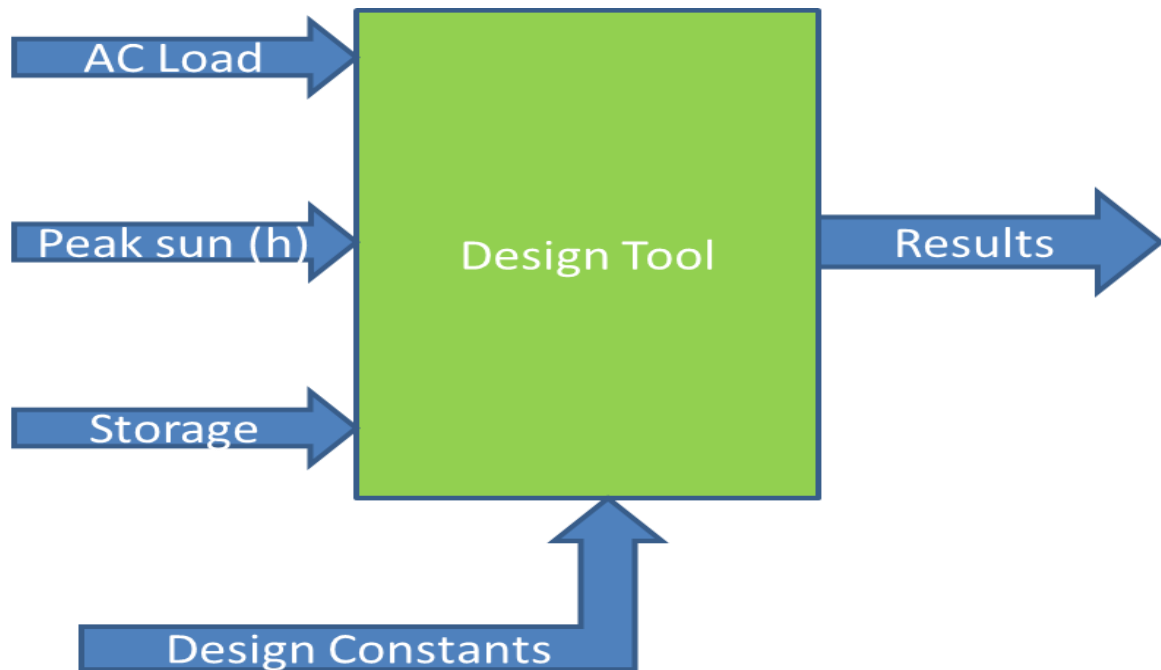 AC Load
Peak sun (h)
Design Tool
Results
Storage
Design Constants